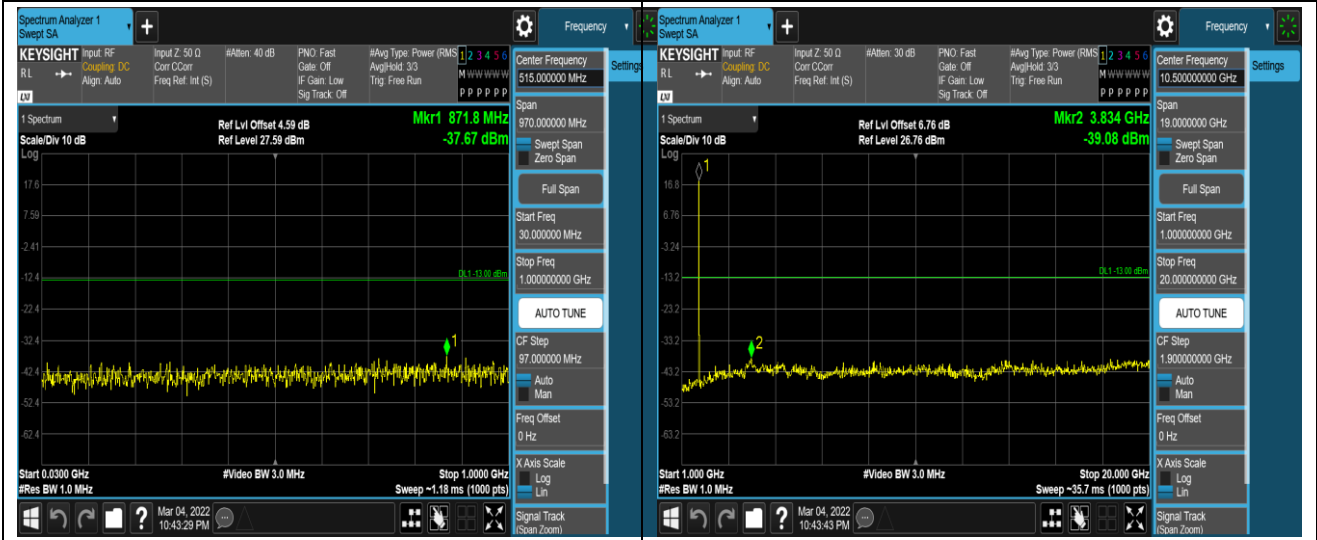 Spectrum Analyzer 1
Swept SA
Frequency
KEYSIGHT
RL
LXI
Input: RF
Coupling: DC
Align: Auto
Input Z: 50 Ω
Corr CCorr
Freq Ref: Int (S)
#Atten: 40 dB
PNO: Fast
Gate: Off
IF Gain: Low
Sig Track: Off
#Avg Type: Power (RMS
Avg|Hold: 3/3
Trig: Free Run
1 2 3 4 5 6
M W W W W W
P P P P P P
Center Frequency
515.000000 MHz
Settings
1 Spectrum
Scale/Div 10 dB
Log
Ref Lvl Offset 4.59 dB
Ref Level 27.59 dBm
Mkr1 871.8 MHz
-37.67 dBm
Span
970.000000 MHz
Swept Span
Zero Span
Full Span
Start Freq
30.000000 MHz
Stop Freq
1.000000000 GHz
AUTO TUNE
CF Step
97.000000 MHz
Auto
Man
Freq Offset
0 Hz
X Axis Scale
Log
Lin
Signal Track
(Span Zoom)
17.6
7.59
-2.41
-12.4
-22.4
-32.4
-42.4
-52.4
-62.4
DL1 -13.00 dBm
1
Start 0.0300 GHz
#Res BW 1.0 MHz
#Video BW 3.0 MHz
Stop 1.0000 GHz
Sweep ~1.18 ms (1000 pts)
?
Mar 04, 2022
10:43:29 PM
Spectrum Analyzer 1
Swept SA
Frequency
KEYSIGHT
RL
LXI
Input: RF
Coupling: DC
Align: Auto
Input Z: 50 Ω
Corr CCorr
Freq Ref: Int (S)
#Atten: 30 dB
PNO: Fast
Gate: Off
IF Gain: Low
Sig Track: Off
#Avg Type: Power (RMS
Avg|Hold: 3/3
Trig: Free Run
1 2 3 4 5 6
M W W W W W
P P P P P P
Center Frequency
10.500000000 GHz
Settings
1 Spectrum
Scale/Div 10 dB
Log
Ref Lvl Offset 6.76 dB
Ref Level 26.76 dBm
Mkr2 3.834 GHz
-39.08 dBm
Span
19.0000000 GHz
Swept Span
Zero Span
Full Span
Start Freq
1.000000000 GHz
Stop Freq
20.000000000 GHz
AUTO TUNE
CF Step
1.900000000 GHz
Auto
Man
Freq Offset
0 Hz
X Axis Scale
Log
Lin
Signal Track
(Span Zoom)
1
16.8
6.76
-3.24
-13.2
-23.2
-33.2
-43.2
-53.2
-63.2
DL1 -13.00 dBm
2
Start 1.000 GHz
#Res BW 1.0 MHz
#Video BW 3.0 MHz
Stop 20.000 GHz
Sweep ~35.7 ms (1000 pts)
?
Mar 04, 2022
10:43:43 PM